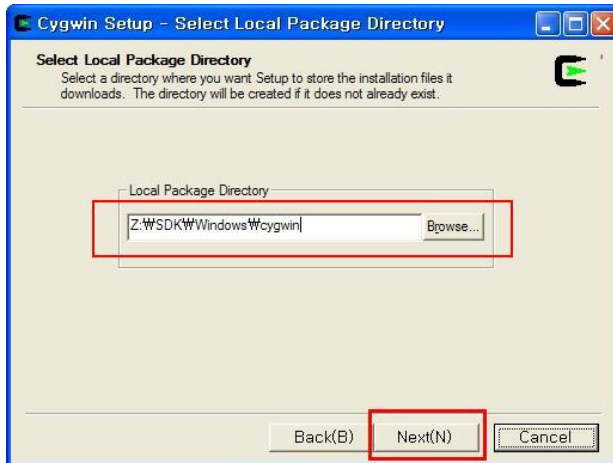 Cygwin Setup - Select Local Package Directory
Select Local Package Directory
Select a directory where you want Setup to store the installation files it
downloads. The directory will be created if it does not already exist.
Local Package Directory
Z:₩SDK₩Windows₩cygwin
Browse...
Back(B)
Next(N)
Cancel